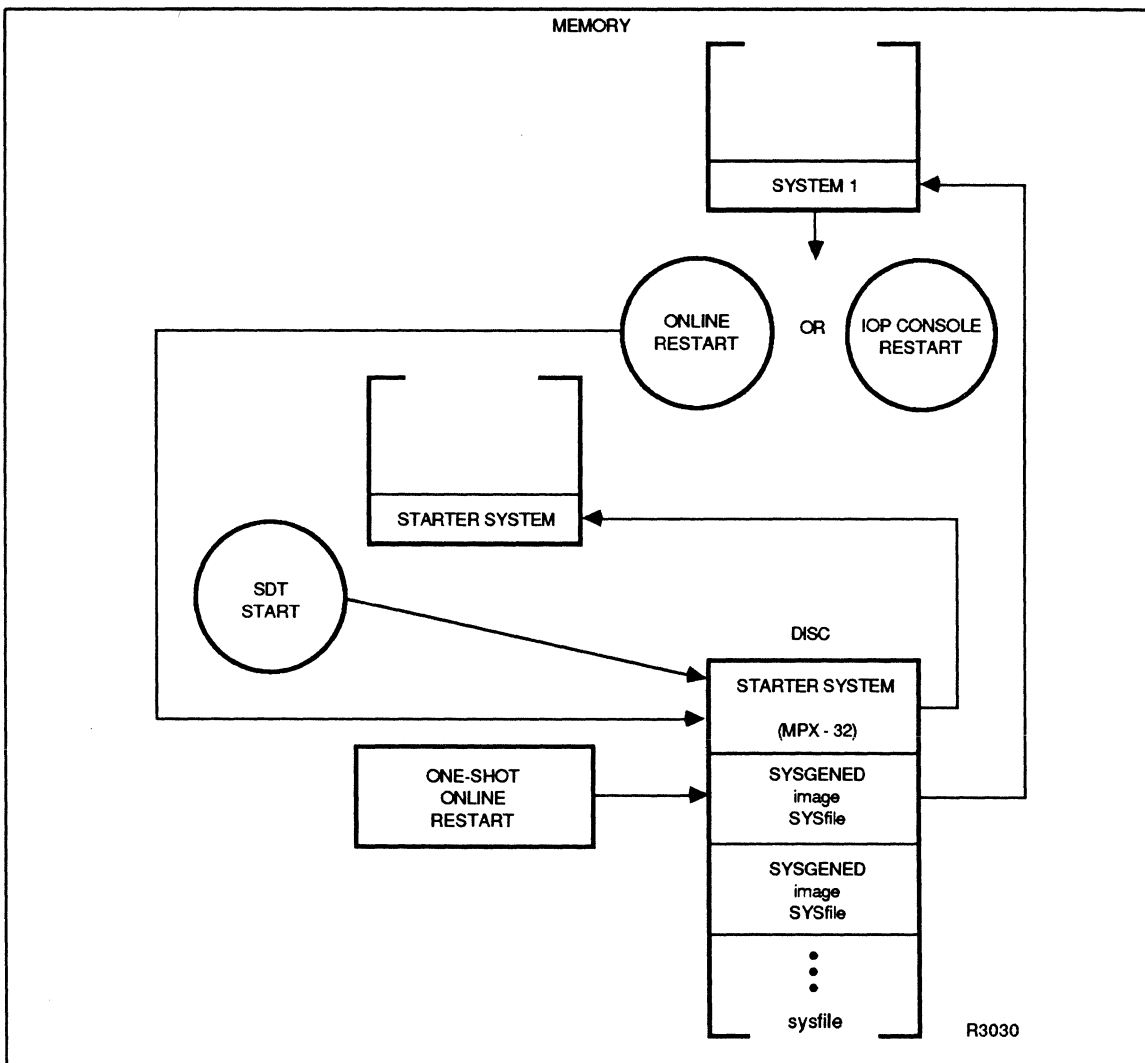 MEMORY
SYSTEM 1
ONLINE
RESTART
OR
IOP CONSOLE
RESTART
STARTER SYSTEM
SDT
START
DISC
STARTER SYSTEM
(MPX - 32)
ONE-SHOT
ONLINE
RESTART
SYSGENED
image
SYSfile
SYSGENED
image
SYSfile
sysfile
R3030